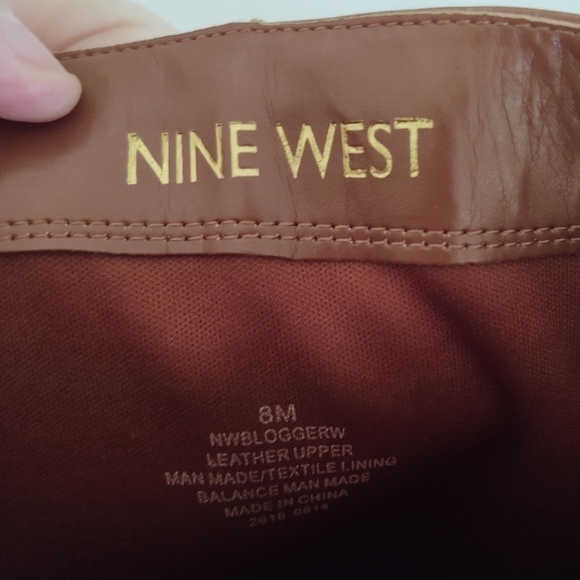 NINE WEST
8M
NWBLOGGERW
LEATHER UPPER
MAN MADE/TEXTILE LINING
BALANCE MAN MADE
MADE IN CHINA